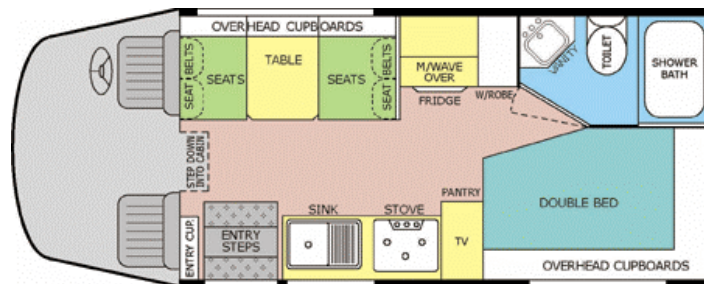 OVERHEAD CUPBOARDS
SEAT BELTS
SEATS
TABLE
SEATS
SEAT BELTS
M/WAVE
OVER
FRIDGE
W/ROBE
VANITY
TOILET
SHOWER
BATH
STEP DOWN
INTO CABIN
ENTRY CUP.
ENTRY
STEPS
SINK
STOVE
PANTRY
TV
DOUBLE BED
OVERHEAD CUPBOARDS